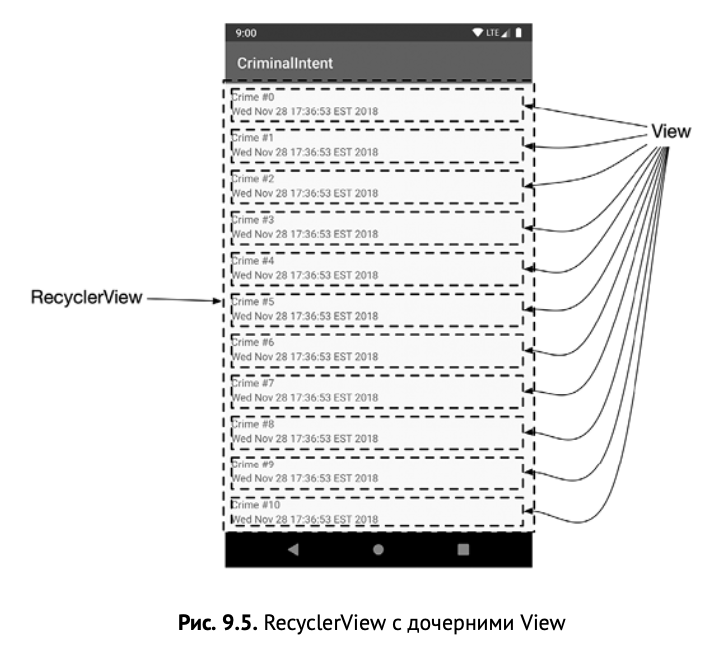 9:00 LTE
CriminalIntent
Crime #0
Wed Nov 28 17:36:53 EST 2018
View
Crime #1
Wed Nov 28 17:36:53 EST 2018
Crime #2
Wed Nov 28 17:36:53 EST 2018
Crime #3
Wed Nov 28 17:36:53 EST 2018
Crime #4
Wed Nov 28 17:36:53 EST 2018
RecyclerView
Crime #5
Wed Nov 28 17:36:53 EST 2018
Crime #6
Wed Nov 28 17:36:53 EST 2018
Crime #7
Wed Nov 28 17:36:53 EST 2018
Crime #8
Wed Nov 28 17:36:53 EST 2018
Crime #9
Wed Nov 28 17:36:53 EST 2018
Crime #10
Wed Nov 28 17:36:53 EST 2018
Рис. 9.5. RecyclerView с дочерними View